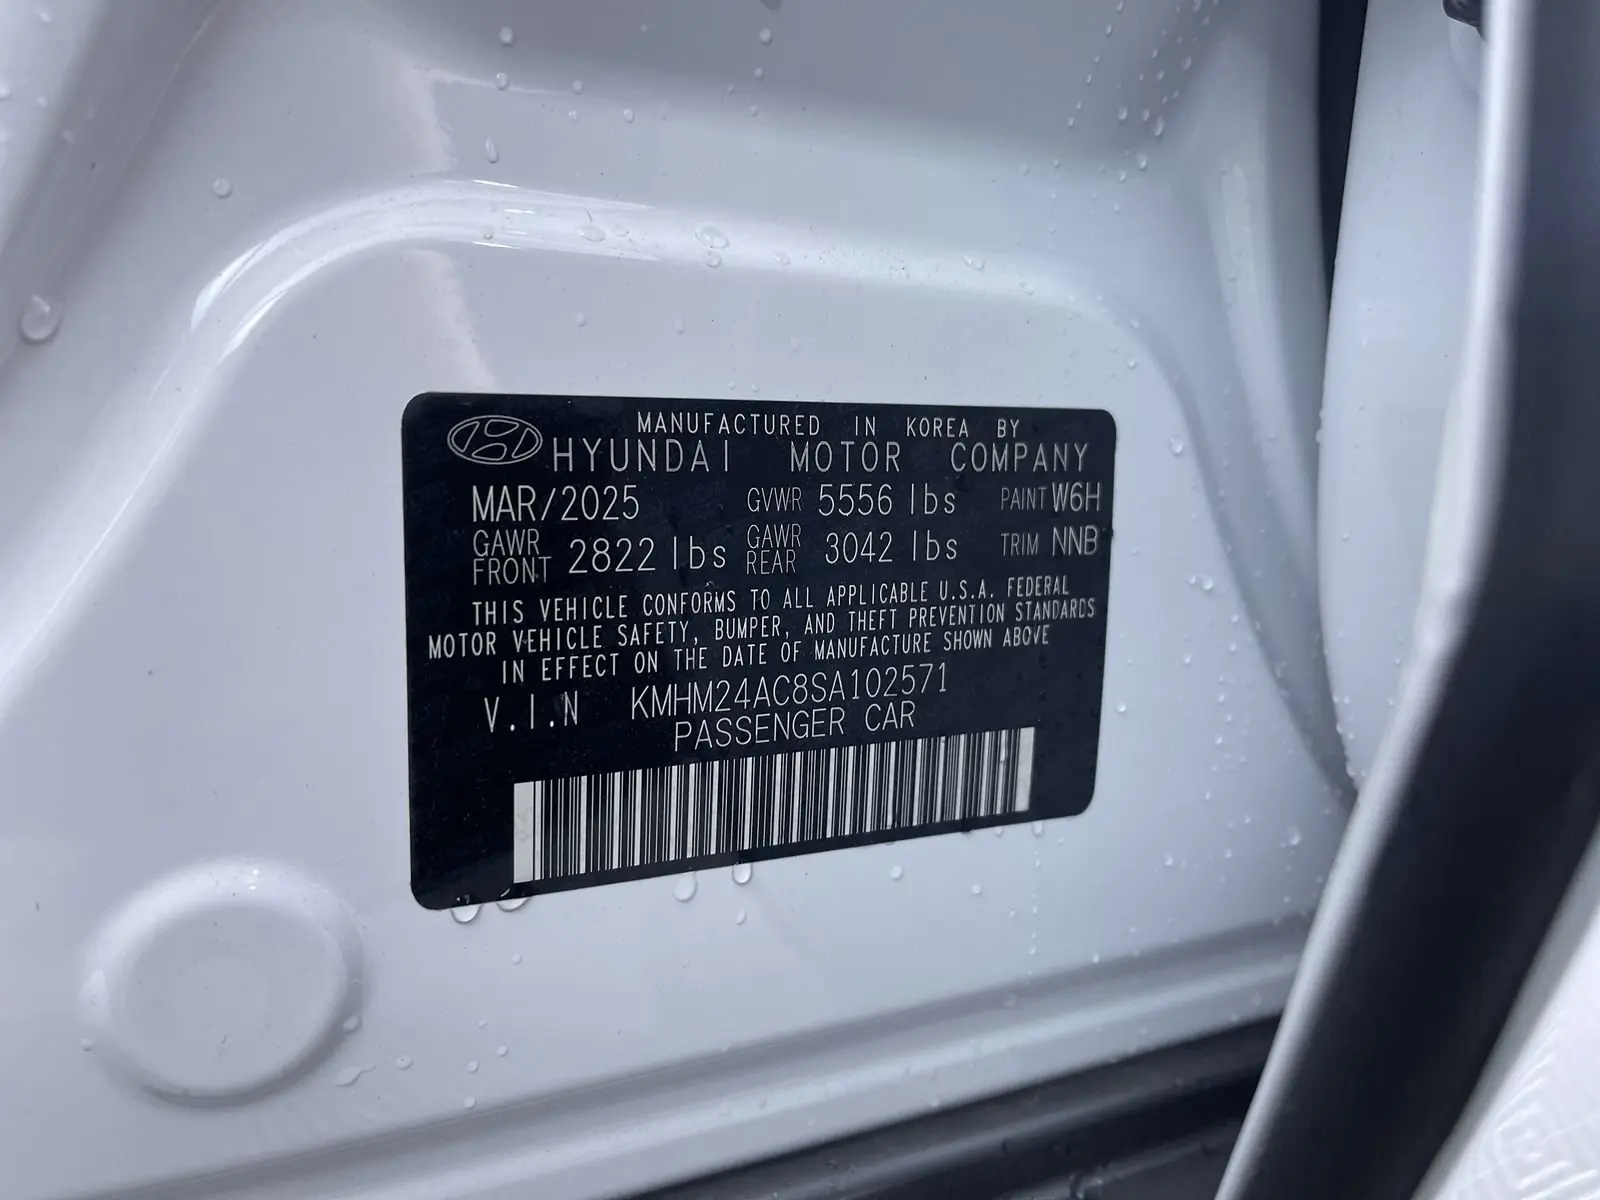 MANUFACTURED IN KOREA BY
HYUNDAI MOTOR COMPANY
MAR/2025 GVWR 5556 lbs PAINT W6H
GAWR FRONT 2822 lbs GAWR REAR 3042 lbs TRIM NNB
THIS VEHICLE CONFORMS TO ALL APPLICABLE U.S.A. FEDERAL
MOTOR VEHICLE SAFETY, BUMPER, AND THEFT PREVENTION STANDARDS
IN EFFECT ON THE DATE OF MANUFACTURE SHOWN ABOVE
V.I.N KMHM24AC8SA102571
PASSENGER CAR